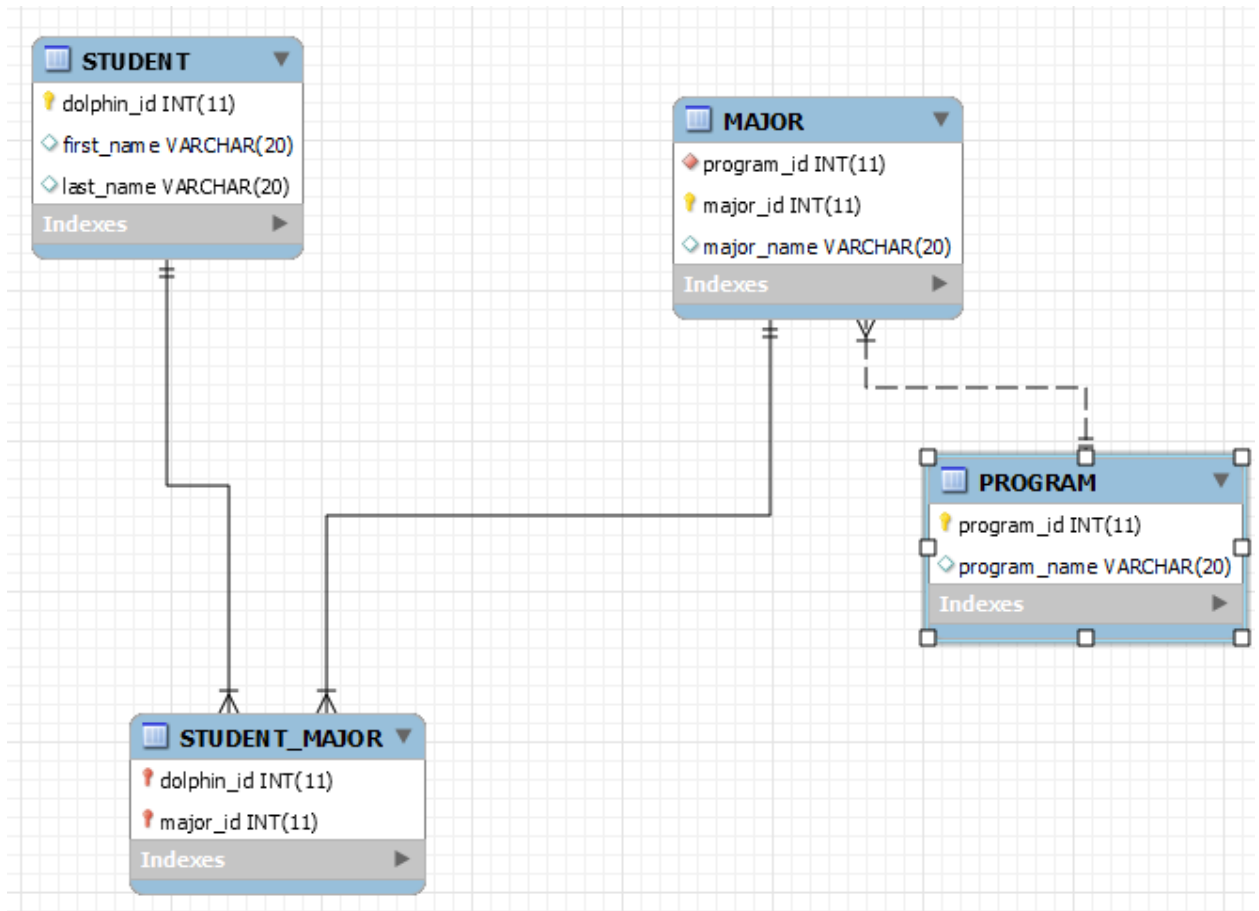 STUDENT
dolphin_id INT(11)
first_name VARCHAR(20)
last_name VARCHAR(20)
Indexes
MAJOR
program_id INT(11)
major_id INT(11)
major_name VARCHAR(20)
Indexes
PROGRAM
program_id INT(11)
program_name VARCHAR(20)
Indexes
STUDENT_MAJOR
dolphin_id INT(11)
major_id INT(11)
Indexes